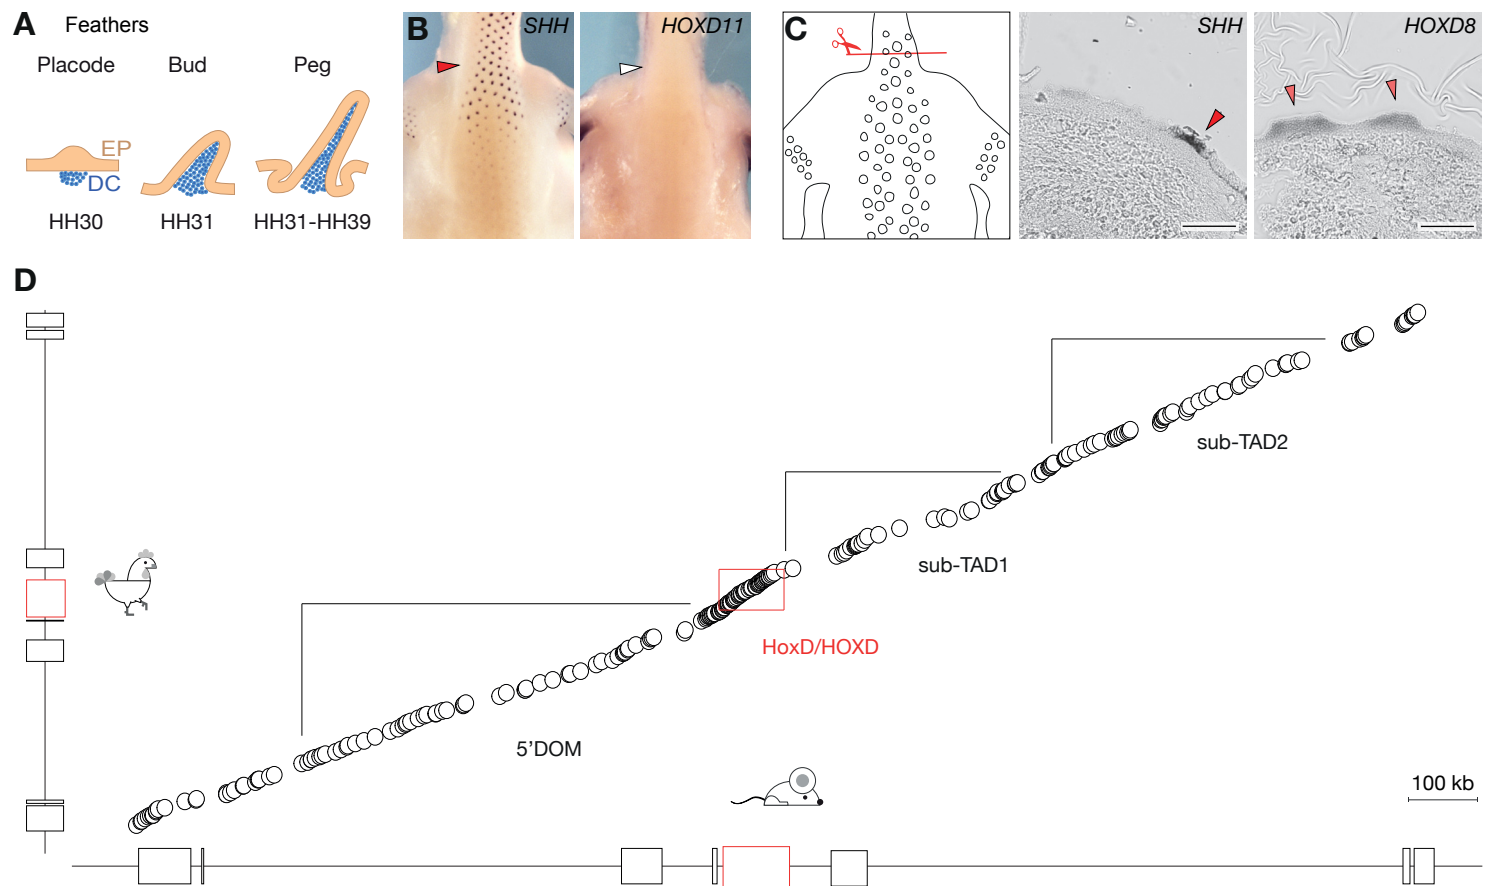 A
Feathers
Placode
Bud
Peg
EP
DC
HH30
HH31
HH31-HH39
B
SHH
HOXD11
C
SHH
HOXD8
D
sub-TAD2
sub-TAD1
HoxD/HOXD
5'DOM
100 kb